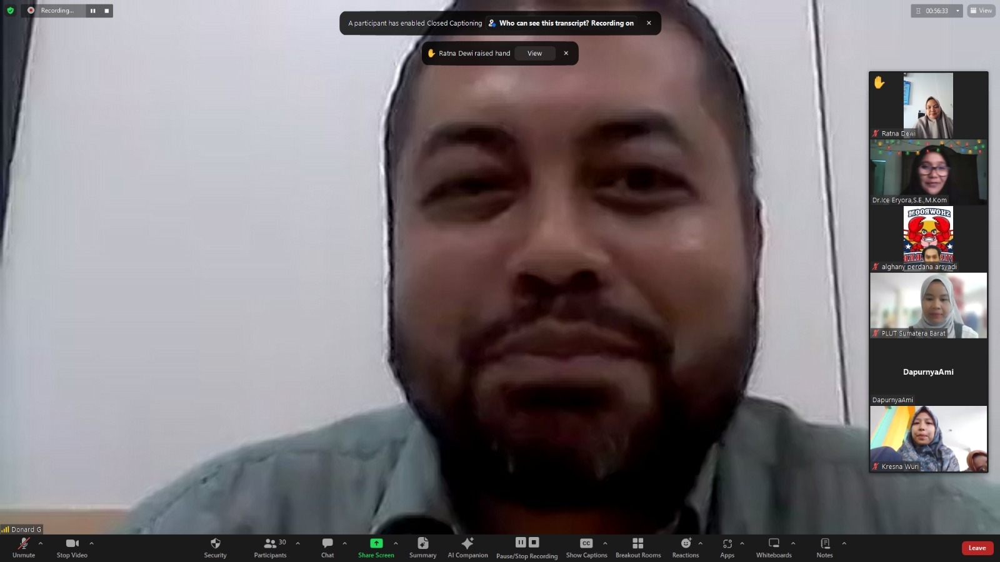 Recording...
A participant has enabled Closed Captioning Who can see this transcript? Recording on
00:56:33
View
Ratna Dewi raised hand View
Ratna Dewi
Dr.Ice Eryora,S.E.,M.Kom
SHOWROOM
alghany perdana arsyadi
PLUT Sumatera Barat
DapurnyaAmi
DapurnyaAmi
Kresna Wuri
Donard G
Unmute
Stop Video
Security
30
Participants
Chat
Share Screen
Summary
AI Companion
Pause/Stop Recording
CC
Show Captions
Breakout Rooms
Reactions
Apps
Whiteboards
Notes
Leave